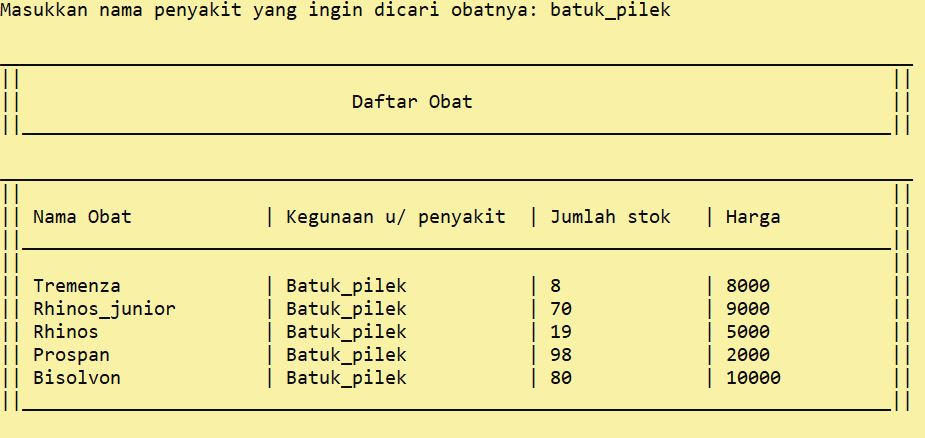 Masukkan nama penyakit yang ingin dicari obatnya: batuk_pilek
|| Daftar Obat ||
|| Nama Obat | Kegunaan u/ penyakit | Jumlah stok | Harga ||
|| Tremenza | Batuk_pilek | 8 | 8000 ||
|| Rhinos_junior | Batuk_pilek | 70 | 9000 ||
|| Rhinos | Batuk_pilek | 19 | 5000 ||
|| Prospan | Batuk_pilek | 98 | 2000 ||
|| Bisolvon | Batuk_pilek | 80 | 10000 ||